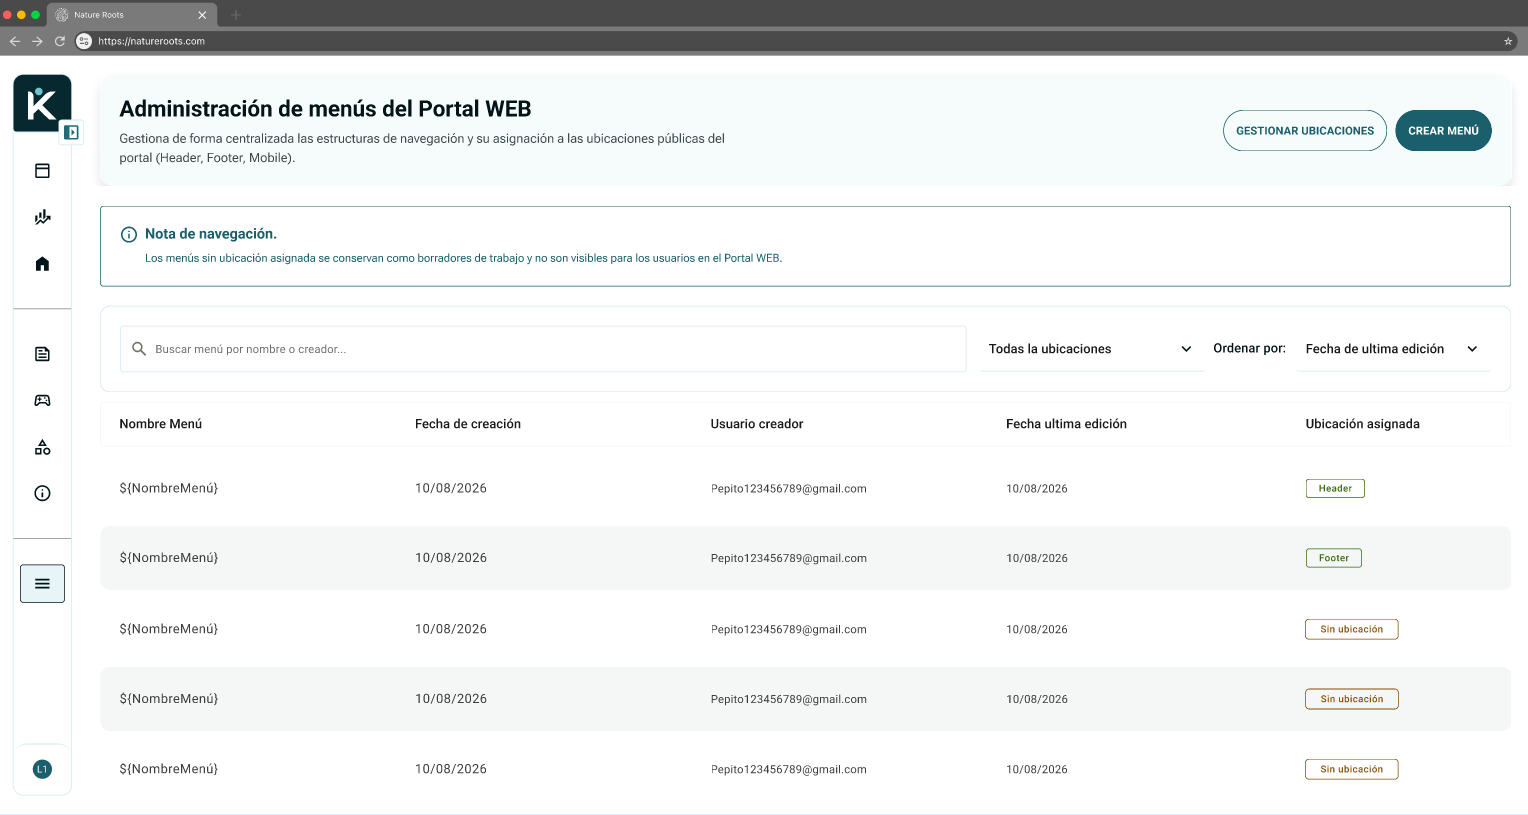 Nature Roots
https://natureroots.com
K
Administración de menús del Portal WEB
Gestiona de forma centralizada las estructuras de navegación y su asignación a las ubicaciones públicas del
portal (Header, Footer, Mobile).
GESTIONAR UBICACIONES
CREAR MENÚ
Nota de navegación.
Los menús sin ubicación asignada se conservan como borradores de trabajo y no son visibles para los usuarios en el Portal WEB.
Buscar menú por nombre o creador...
Todas la ubicaciones
Ordenar por:
Fecha de ultima edición
Nombre Menú Fecha de creación Usuario creador Fecha ultima edición Ubicación asignada
${NombreMenú} 10/08/2026 Pepito123456789@gmail.com 10/08/2026 Header
${NombreMenú} 10/08/2026 Pepito123456789@gmail.com 10/08/2026 Footer
${NombreMenú} 10/08/2026 Pepito123456789@gmail.com 10/08/2026 Sin ubicación
${NombreMenú} 10/08/2026 Pepito123456789@gmail.com 10/08/2026 Sin ubicación
${NombreMenú} 10/08/2026 Pepito123456789@gmail.com 10/08/2026 Sin ubicación
L1